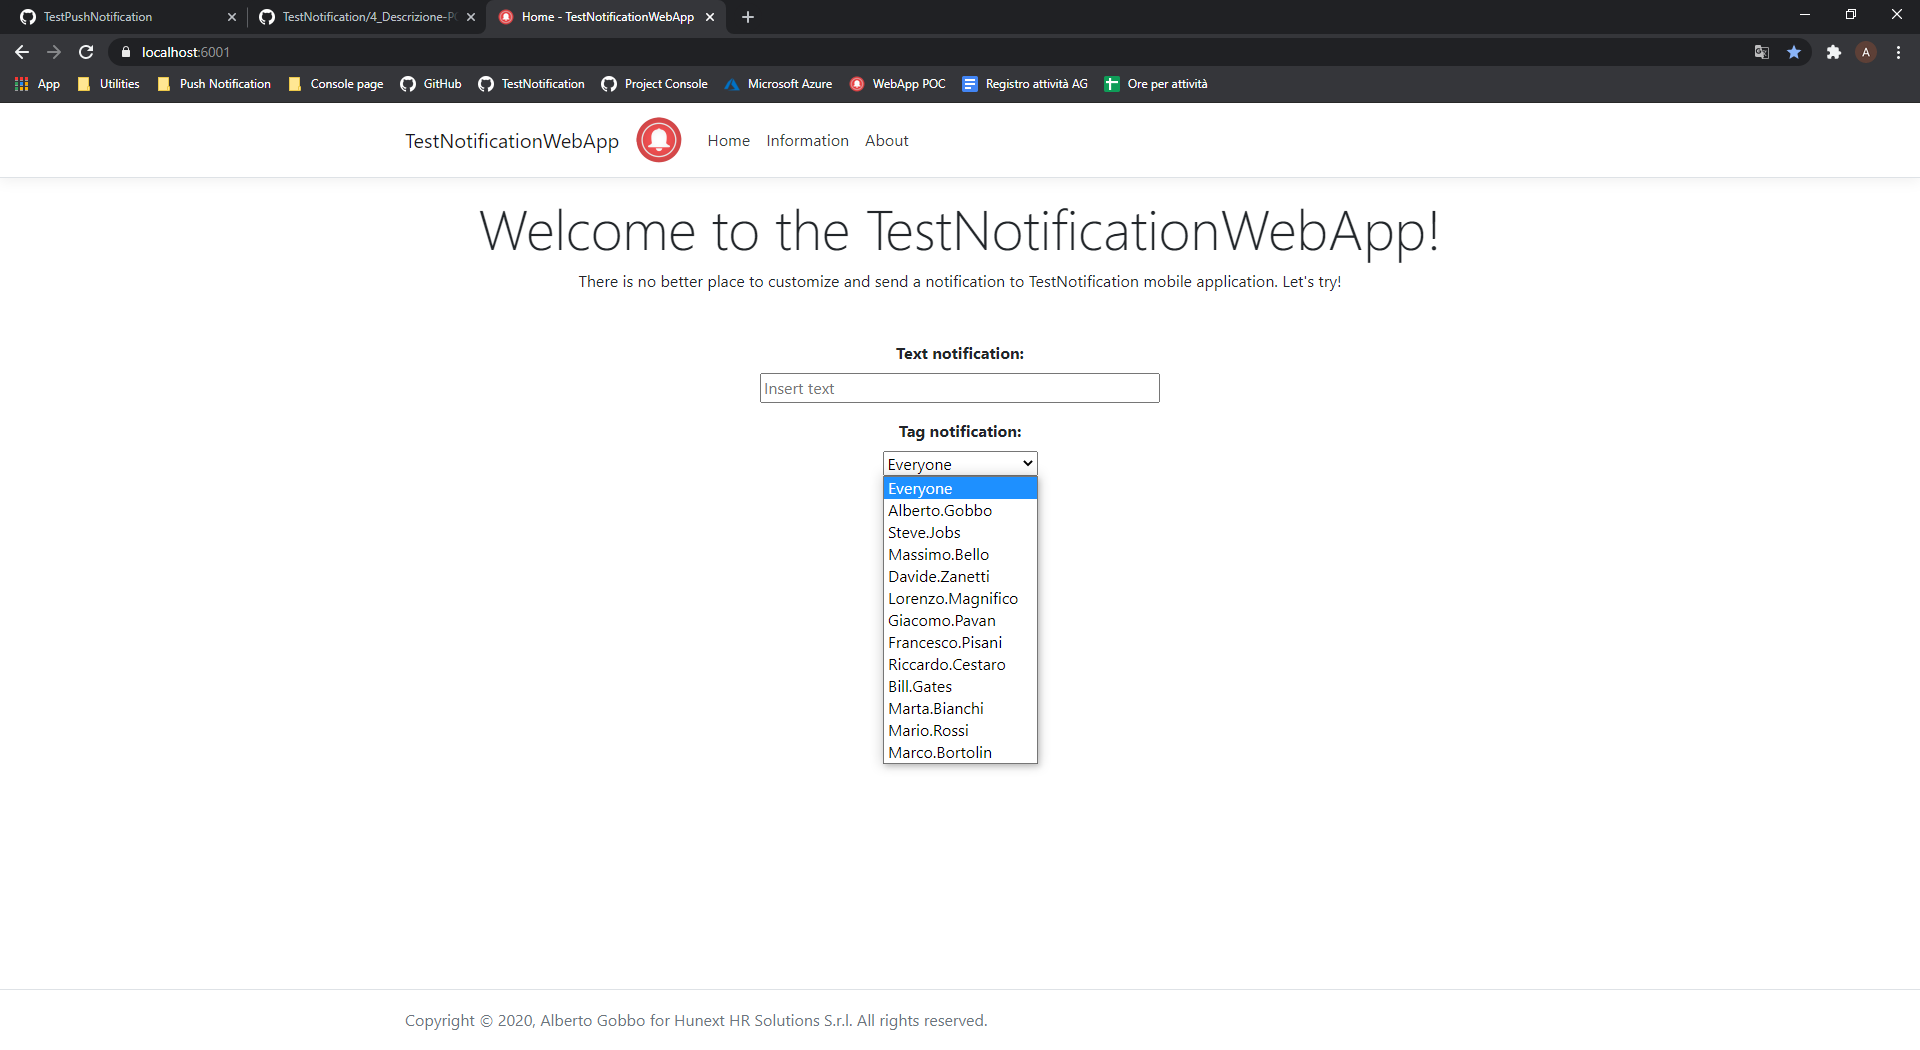 TestPushNotification
TestNotification/4_Descrizione-P
Home - TestNotificationWebApp
localhost:6001
A
App
Utilities
Push Notification
Console page
GitHub
TestNotification
Project Console
Microsoft Azure
WebApp POC
Registro attività AG
Ore per attività
TestNotificationWebApp
Home
Information
About
Welcome to the TestNotificationWebApp!
There is no better place to customize and send a notification to TestNotification mobile application. Let's try!
Text notification:
Insert text
Tag notification:
Everyone
Everyone
Alberto.Gobbo
Steve.Jobs
Massimo.Bello
Davide.Zanetti
Lorenzo.Magnifico
Giacomo.Pavan
Francesco.Pisani
Riccardo.Cestaro
Bill.Gates
Marta.Bianchi
Mario.Rossi
Marco.Bortolin
Copyright © 2020, Alberto Gobbo for Hunext HR Solutions S.r.l. All rights reserved.